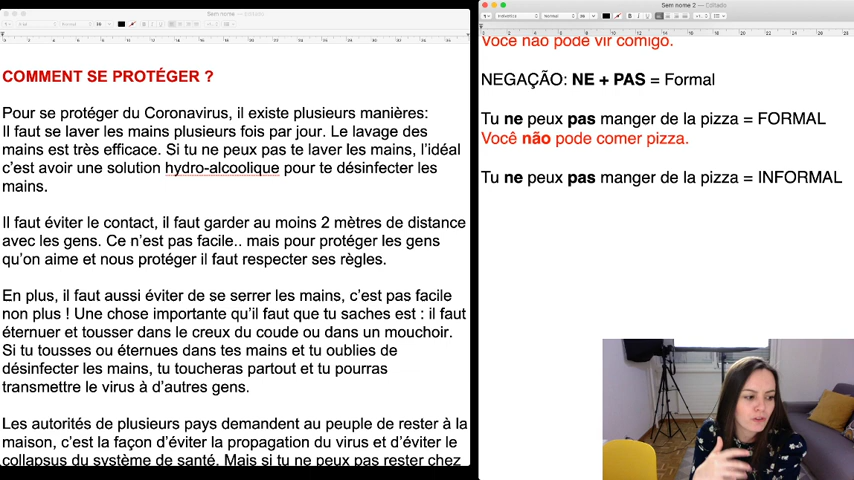 Sem nome — Editado
COMMENT SE PROTÉGER ?
Pour se protéger du Coronavirus, il existe plusieurs manières:
Il faut se laver les mains plusieurs fois par jour. Le lavage des
mains est très efficace. Si tu ne peux pas te laver les mains, l'idéal
c'est avoir une solution hydro-alcoolique pour te désinfecter les
mains.
Il faut éviter le contact, il faut garder au moins 2 mètres de distance
avec les gens. Ce n'est pas facile.. mais pour protéger les gens
qu'on aime et nous protéger il faut respecter ses règles.
En plus, il faut aussi éviter de se serrer les mains, c'est pas facile
non plus ! Une chose importante qu'il faut que tu saches est : il faut
éternuer et tousser dans le creux du coude ou dans un mouchoir.
Si tu tousses ou éternues dans tes mains et tu oublies de
désinfecter les mains, tu toucheras partout et tu pourras
transmettre le virus à d'autres gens.
Les autorités de plusieurs pays demandent au peuple de rester à la
maison, c'est la façon d'éviter la propagation du virus et d'éviter le
collapsus du système de santé. Mais si tu ne peux pas rester chez
Sem nome 2 — Editado
Você não pode vir comigo.
NEGAÇÃO: NE + PAS = Formal
Tu ne peux pas manger de la pizza = FORMAL
Você não pode comer pizza.
Tu ne peux pas manger de la pizza = INFORMAL